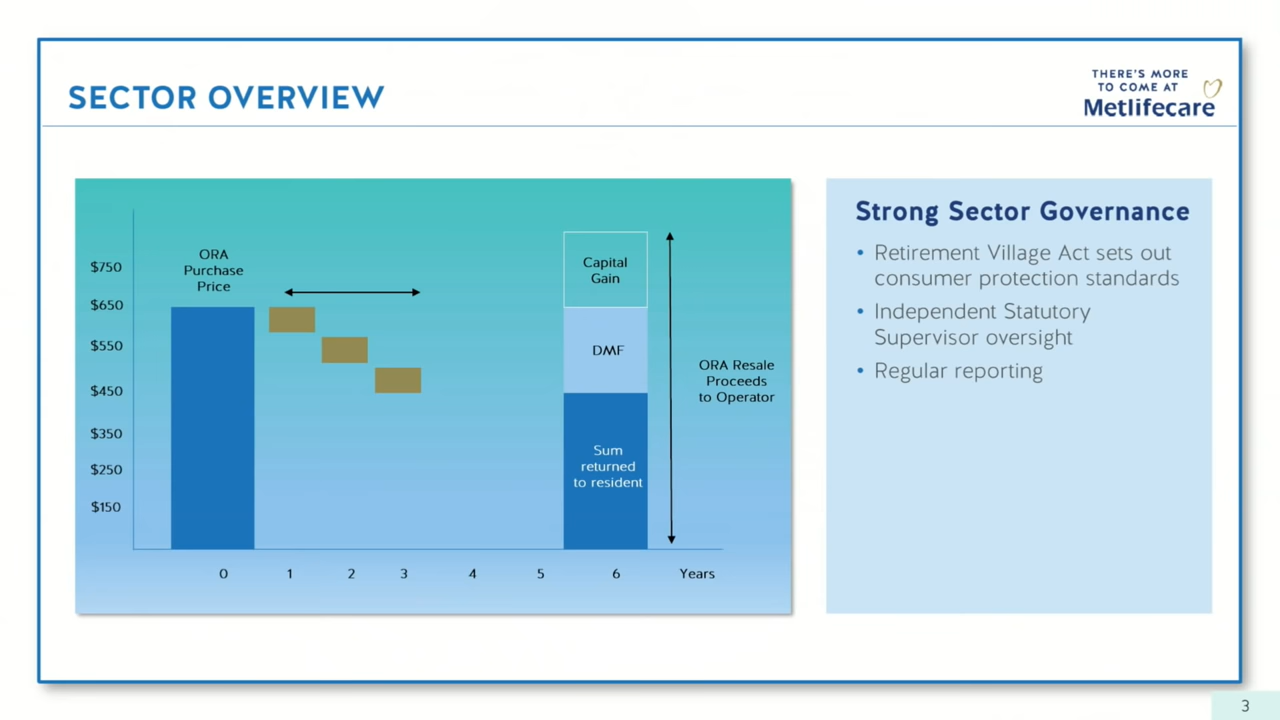 SECTOR OVERVIEW
THERE'S MORE
TO COME AT
Metlifecare
$750
$650
$550
$450
$350
$250
$150
ORA
Purchase
Price
Capital
Gain
DMF
Sum
returned
to resident
ORA Resale
Proceeds
to Operator
0 1 2 3 4 5 6 Years
Strong Sector Governance
• Retirement Village Act sets out
consumer protection standards
• Independent Statutory
Supervisor oversight
• Regular reporting
3